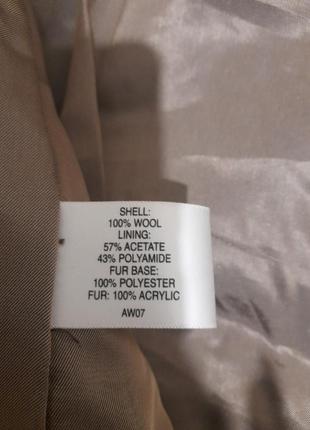 SHELL:
100% WOOL
LINING:
57% ACETATE
43% POLYAMIDE
FUR BASE:
100% POLYESTER
FUR: 100% ACRYLIC
AW07